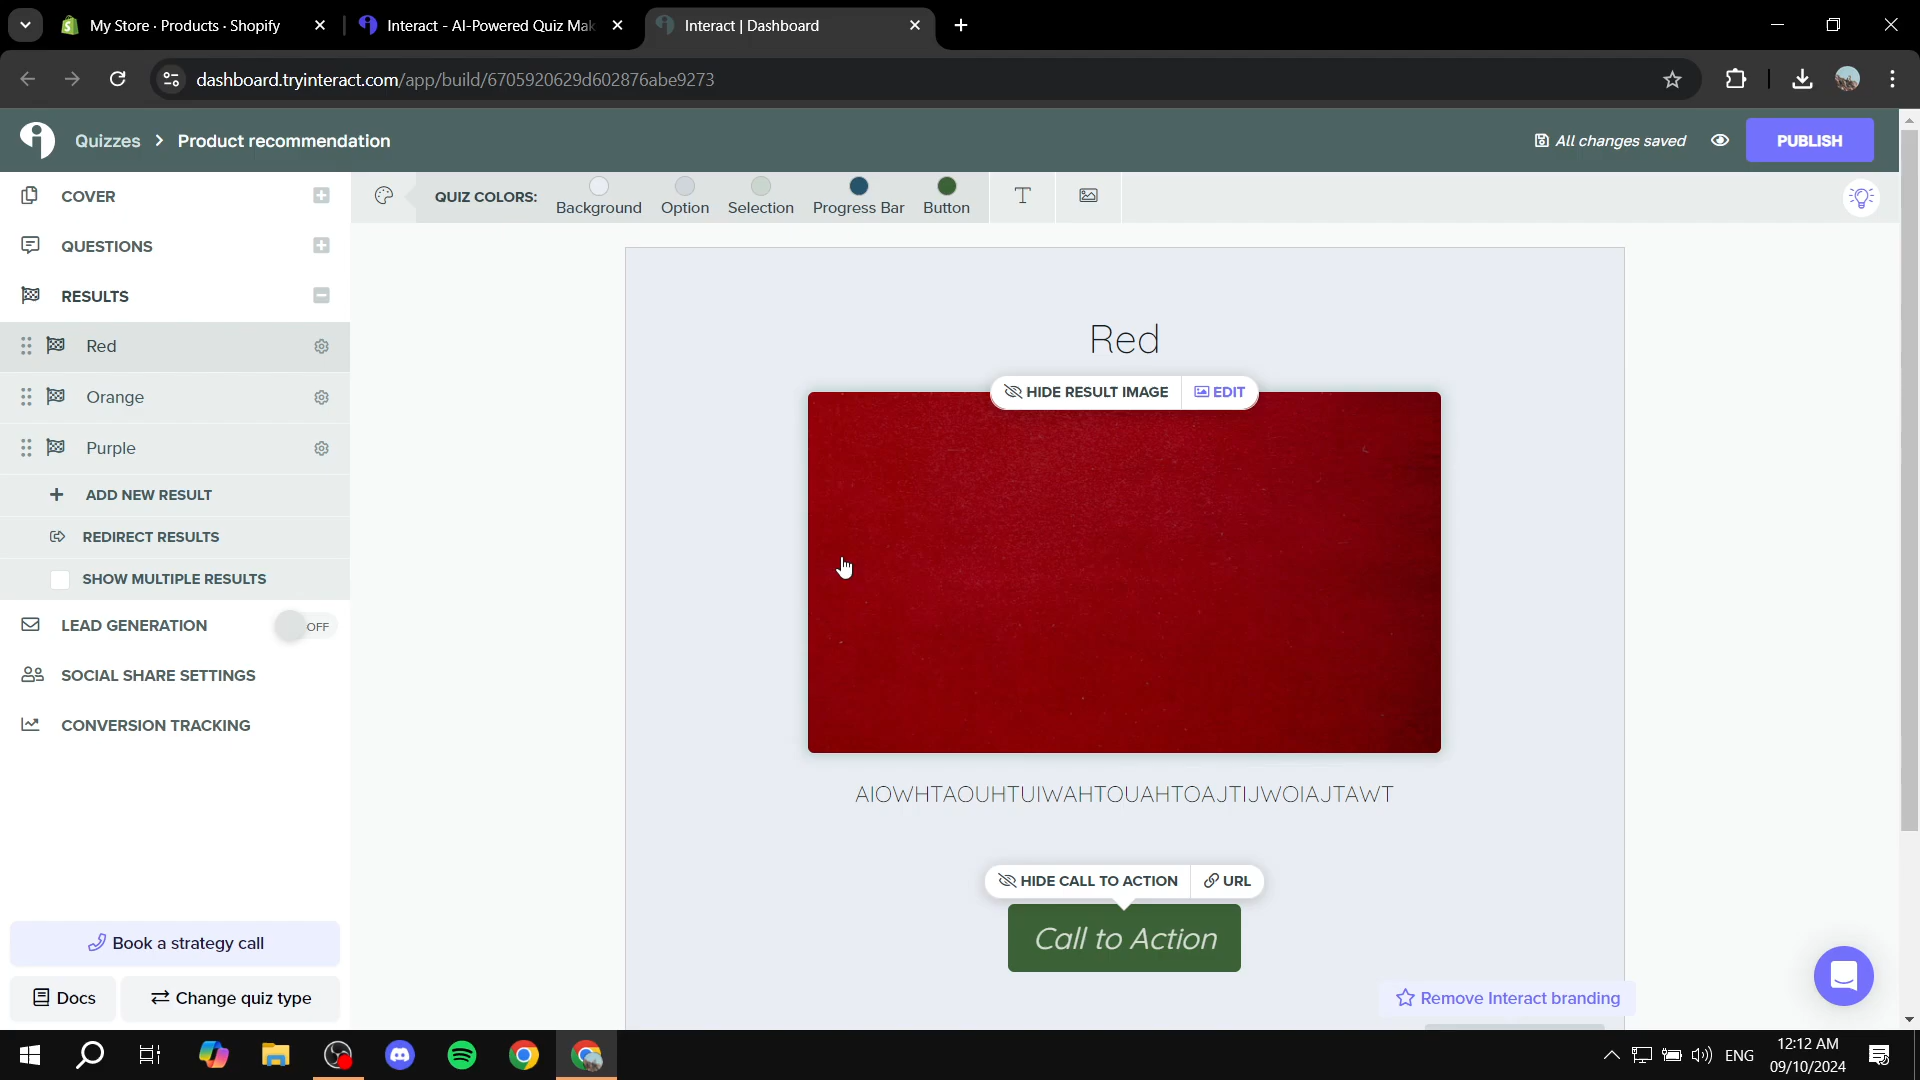 My Store · Products · Shopify
Interact - AI-Powered Quiz Mak
Interact | Dashboard
dashboard.tryinteract.com/app/build/6705920629d602876abe9273
Quizzes > Product recommendation
All changes saved
PUBLISH
COVER
QUIZ COLORS:
Background
Option
Selection
Progress Bar
Button
QUESTIONS
RESULTS
Red
Orange
Purple
ADD NEW RESULT
REDIRECT RESULTS
SHOW MULTIPLE RESULTS
LEAD GENERATION
OFF
SOCIAL SHARE SETTINGS
CONVERSION TRACKING
Book a strategy call
Docs
Change quiz type
Red
HIDE RESULT IMAGE
EDIT
AIOWHTAOUHTUIWAHTOUAHTOAJTIJWOIAJTAWT
HIDE CALL TO ACTION
URL
Call to Action
Remove Interact branding
ENG
12:12 AM
09/10/2024